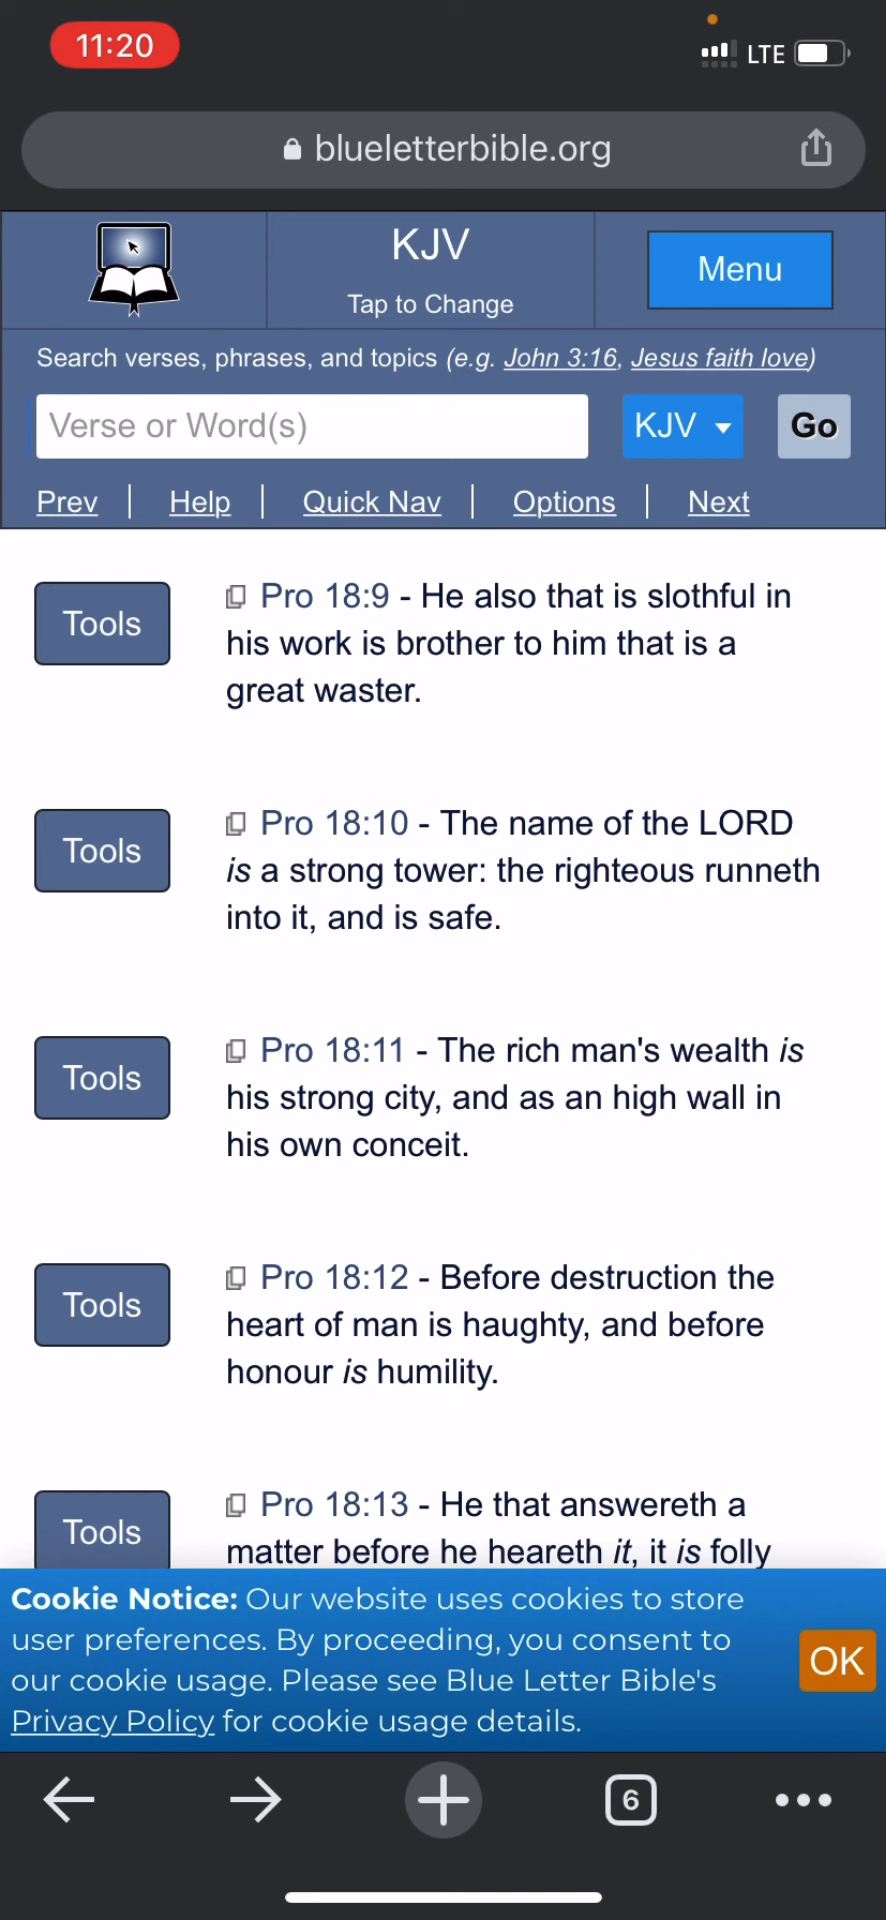 11:20
LTE
blueletterbible.org
KJV
Tap to Change
Menu
Search verses, phrases, and topics (e.g. John 3:16, Jesus faith love)
Verse or Word(s)
KJV
Go
Prev | Help | Quick Nav | Options | Next
Tools
Pro 18:9 - He also that is slothful in
his work is brother to him that is a
great waster.
Tools
Pro 18:10 - The name of the LORD
is a strong tower: the righteous runneth
into it, and is safe.
Tools
Pro 18:11 - The rich man's wealth is
his strong city, and as an high wall in
his own conceit.
Tools
Pro 18:12 - Before destruction the
heart of man is haughty, and before
honour is humility.
Tools
Pro 18:13 - He that answereth a
matter before he heareth it, it is folly
Cookie Notice: Our website uses cookies to store
user preferences. By proceeding, you consent to
our cookie usage. Please see Blue Letter Bible's
Privacy Policy for cookie usage details.
OK
6